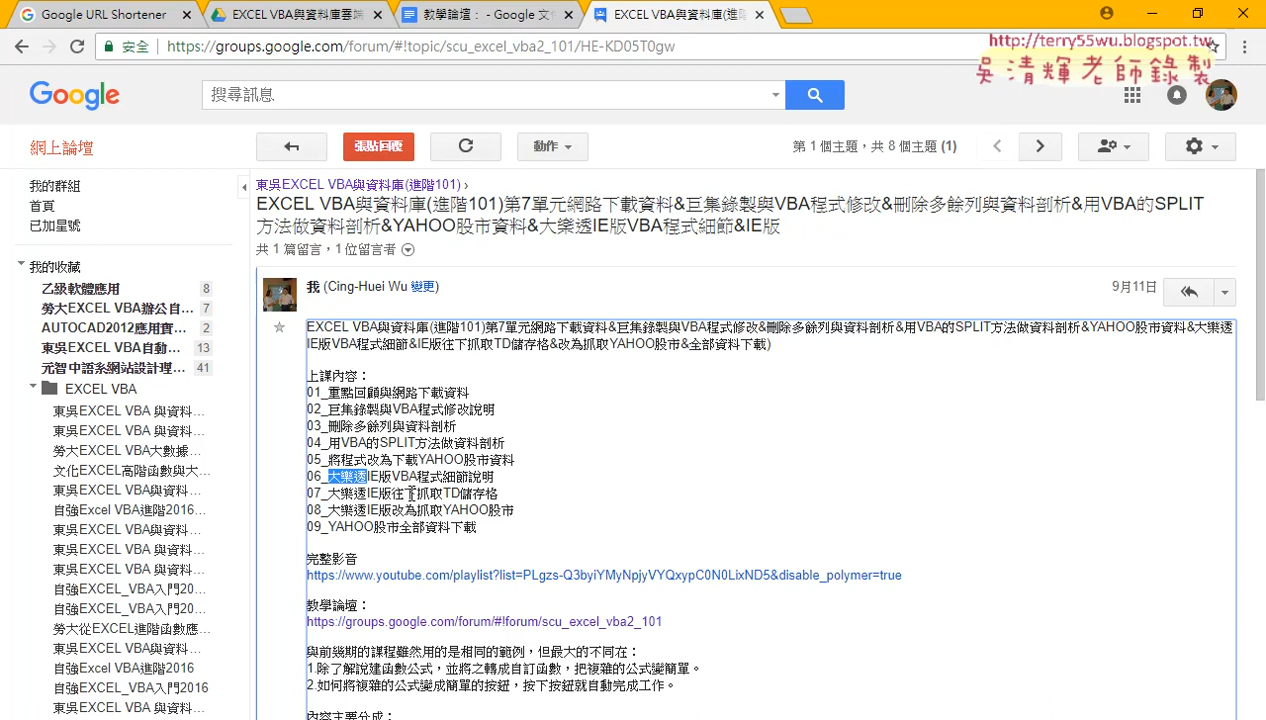 Google URL Shortener
EXCEL VBA與資料庫雲端
教學論壇： - Google 文
EXCEL VBA與資料庫(進階
安全
https://groups.google.com/forum/#!topic/scu_excel_vba2_101/HE-KD05T0gw
http://terry55wu.blogspot.tw
吳清輝老師錄製
Google
搜尋訊息
網上論壇
張貼回覆
動作
第 1 個主題，共 8 個主題 (1)
我的群組
首頁
已加星號
我的收藏
乙級軟體應用 8
勞大EXCEL VBA辦公自... 7
AUTOCAD2012應用實... 2
東吳EXCEL VBA自動... 13
元智中語系網站設計理... 41
EXCEL VBA
東吳EXCEL VBA 與資料...
東吳EXCEL VBA 與資料...
勞大EXCEL VBA大數據...
文化EXCEL高階函數與大...
東吳EXCEL VBA與資料...
自強Excel VBA進階2016...
東吳EXCEL VBA與資料...
東吳EXCEL VBA與資料...
東吳EXCEL VBA與資料...
自強EXCEL_VBA入門20...
自強EXCEL_VBA入門20...
勞大從EXCEL進階函數應...
東吳EXCEL VBA與資料...
自強Excel VBA進階2016
自強EXCEL_VBA入門2016
東吳EXCEL VBA與資料...
東吳EXCEL VBA與資料庫(進階101) ›
EXCEL VBA與資料庫(進階101)第7單元網路下載資料&巨集錄製與VBA程式修改&刪除多餘列與資料剖析&用VBA的SPLIT
方法做資料剖析&YAHOO股市資料&大樂透IE版VBA程式細節&IE版
共 1 篇留言，1 位留言者
我 (Cing-Huei Wu 變更)
9月11日
EXCEL VBA與資料庫(進階101)第7單元網路下載資料&巨集錄製與VBA程式修改&刪除多餘列與資料剖析&用VBA的SPLIT方法做資料剖析&YAHOO股市資料&大樂透
IE版VBA程式細節&IE版往下抓取TD儲存格&改為抓取YAHOO股市&全部資料下載)
上課內容：
01_重點回顧與網路下載資料
02_巨集錄製與VBA程式修改說明
03_刪除多餘列與資料剖析
04_用VBA的SPLIT方法做資料剖析
05_將程式改為下載YAHOO股市資料
06_大樂透IE版VBA程式細節說明
07_大樂透IE版往下抓取TD儲存格
08_大樂透IE版改為抓取YAHOO股市
09_YAHOO股市全部資料下載
完整影音
https://www.youtube.com/playlist?list=PLgzs-Q3byiYMyNpjyVYQxypC0N0LixND5&disable_polymer=true
教學論壇：
https://groups.google.com/forum/#!forum/scu_excel_vba2_101
與前幾期的課程雖然用的是相同的範例，但最大的不同在：
1.除了解說建函數公式，並將之轉成自訂函數，把複雜的公式變簡單。
2.如何將複雜的公式變成簡單的按鈕，按下按鈕就自動完成工作。
內容主要分成：